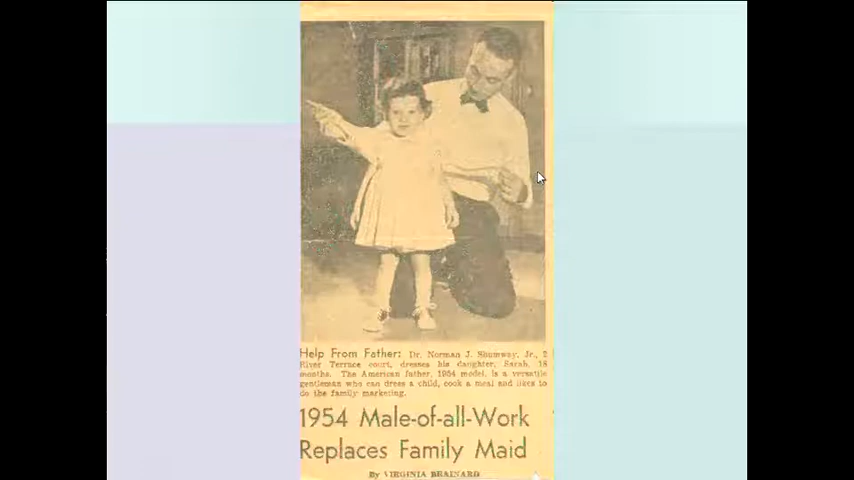 Help From Father: Dr. Norman J. Shumway, Jr., 2
River Terrace court, dresses his daughter, Sarah, 18
months. The American father, 1954 model, is a versatile
gentleman who can dress a child, cook a meal and likes to
do the family marketing.
1954 Male-of-all-Work
Replaces Family Maid
By VIRGINIA BRAINARD